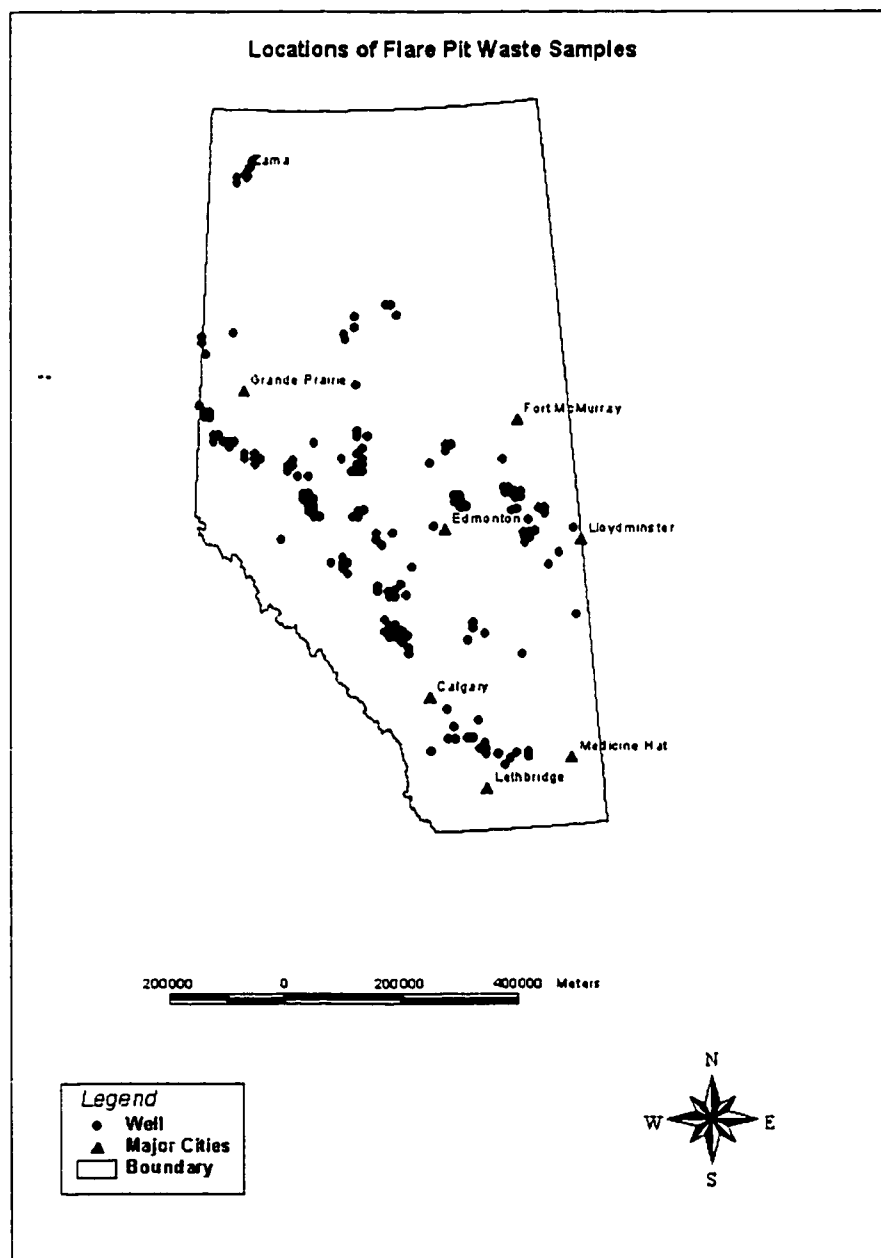 Locations of Flare Pit Waste Samples
Zama
Grande Prairie
Fort McMurray
Edmonton
Lloydminster
Calgary
Medicine Hat
Lethbridge
200000 0 200000 400000 Meters
Legend
Well
Major Cities
Boundary
N
W E
S